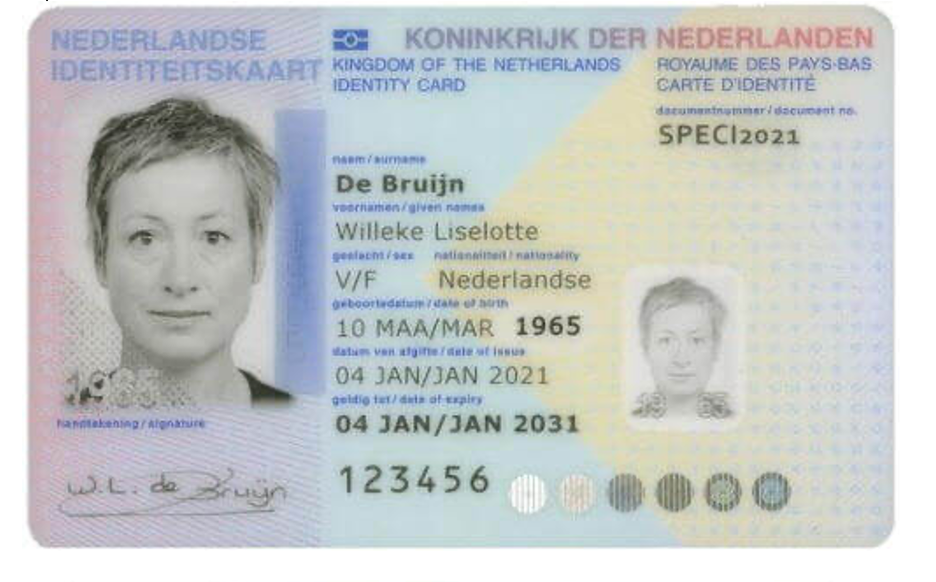 NEDERLANDSE
IDENTITEITSKAART
KONINKRIJK DER NEDERLANDEN
KINGDOM OF THE NETHERLANDS
IDENTITY CARD
ROYAUME DES PAYS-BAS
CARTE D'IDENTITÉ
documentnummer / document no.
SPECI2021
naam / surname
De Bruijn
voornamen / given names
Willeke Liselotte
geslacht / sex nationaliteit / nationality
V/F Nederlandse
geboortedatum / date of birth
10 MAA/MAR 1965
datum van afgifte / date of issue
04 JAN/JAN 2021
geldig tot / date of expiry
04 JAN/JAN 2031
1965
handtekening / signature
W.L. de Bruijn
123456